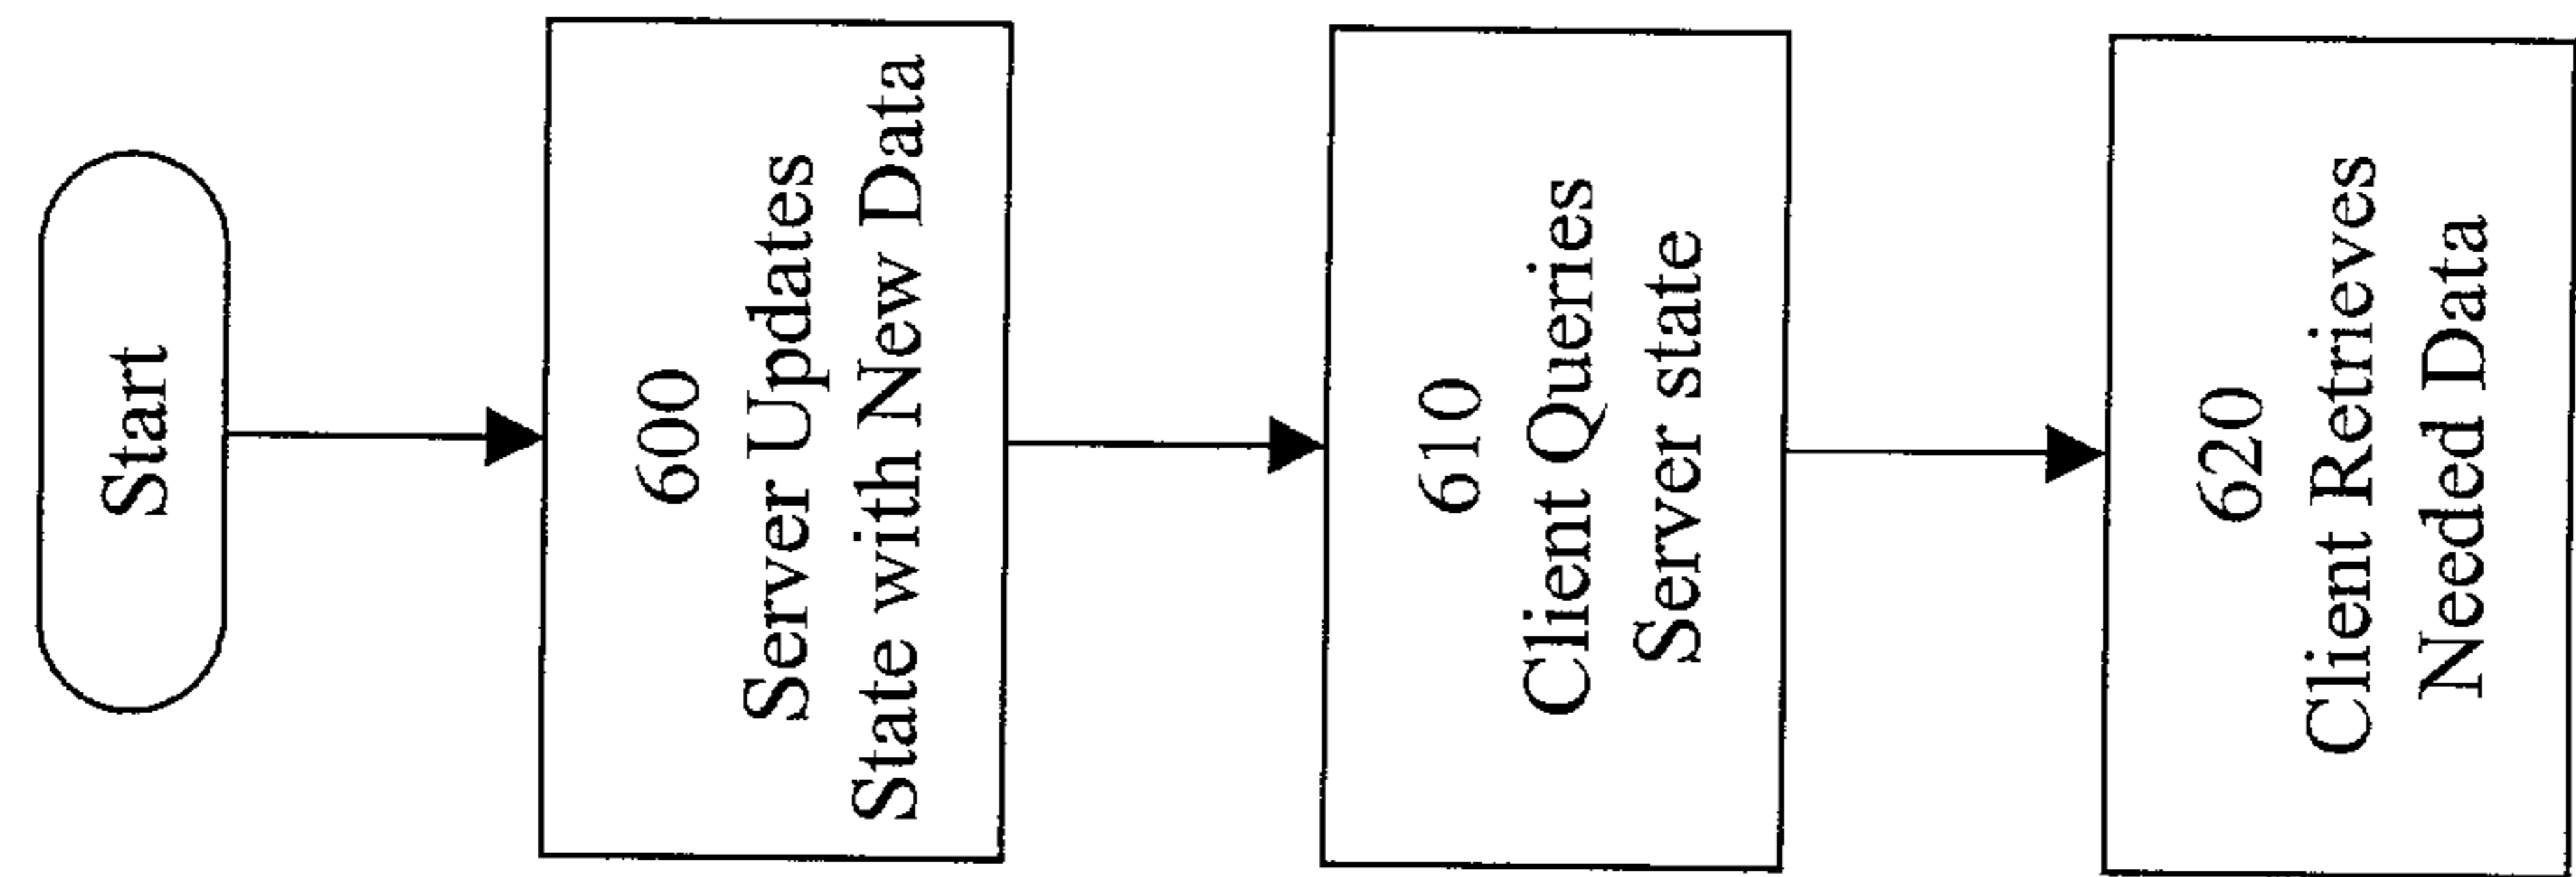 Start
600
Server Updates
State with New Data
610
Client Queries
Server state
620
Client Retrieves
Needed Data